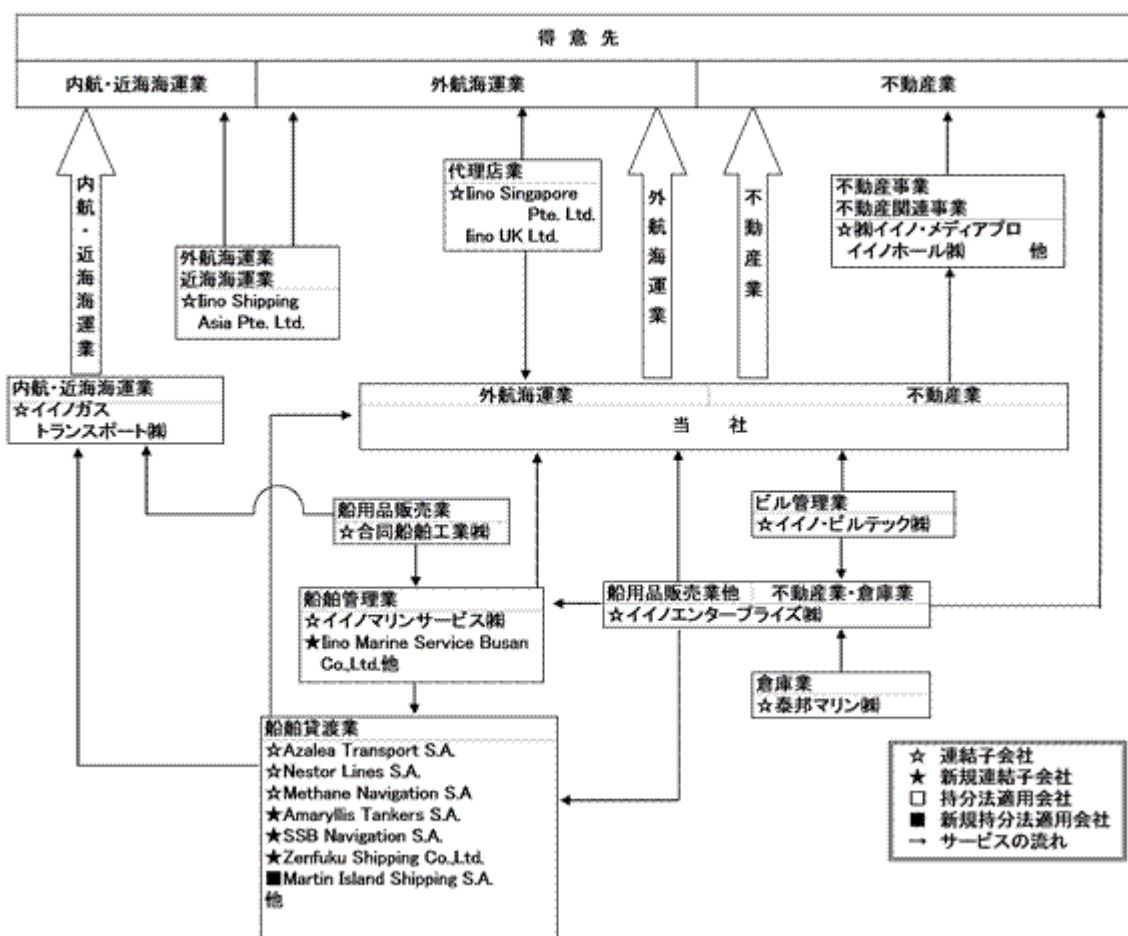 得意先
内航・近海海運業
外航海運業
不動産業
内航・近海海運業
外航海運業
近海海運業
☆Iino Shipping
Asia Pte. Ltd.
代理店業
☆Iino Singapore
Pte. Ltd.
Iino UK Ltd.
外航海運業
不動産業
不動産事業
不動産関連事業
☆㈱イイノ・メディアプロ
イイノホール㈱ 他
内航・近海海運業
☆イイノガス
トランスポート㈱
外航海運業 不動産業
当 社
船用品販売業
☆合同船舶工業㈱
ビル管理業
☆イイノ・ビルテック㈱
船舶管理業
☆イイノマリンサービス㈱
★Iino Marine Service Busan
Co.,Ltd.他
船用品販売業他 不動産業・倉庫業
☆イイノエンタープライズ㈱
倉庫業
☆泰邦マリン㈱
船舶貸渡業
☆Azalea Transport S.A.
☆Nestor Lines S.A.
☆Methane Navigation S.A
★Amaryllis Tankers S.A.
★SSB Navigation S.A.
★Zenfuku Shipping Co.,Ltd.
■Martin Island Shipping S.A.
他
☆ 連結子会社
★ 新規連結子会社
□ 持分法適用会社
■ 新規持分法適用会社
→ サービスの流れ